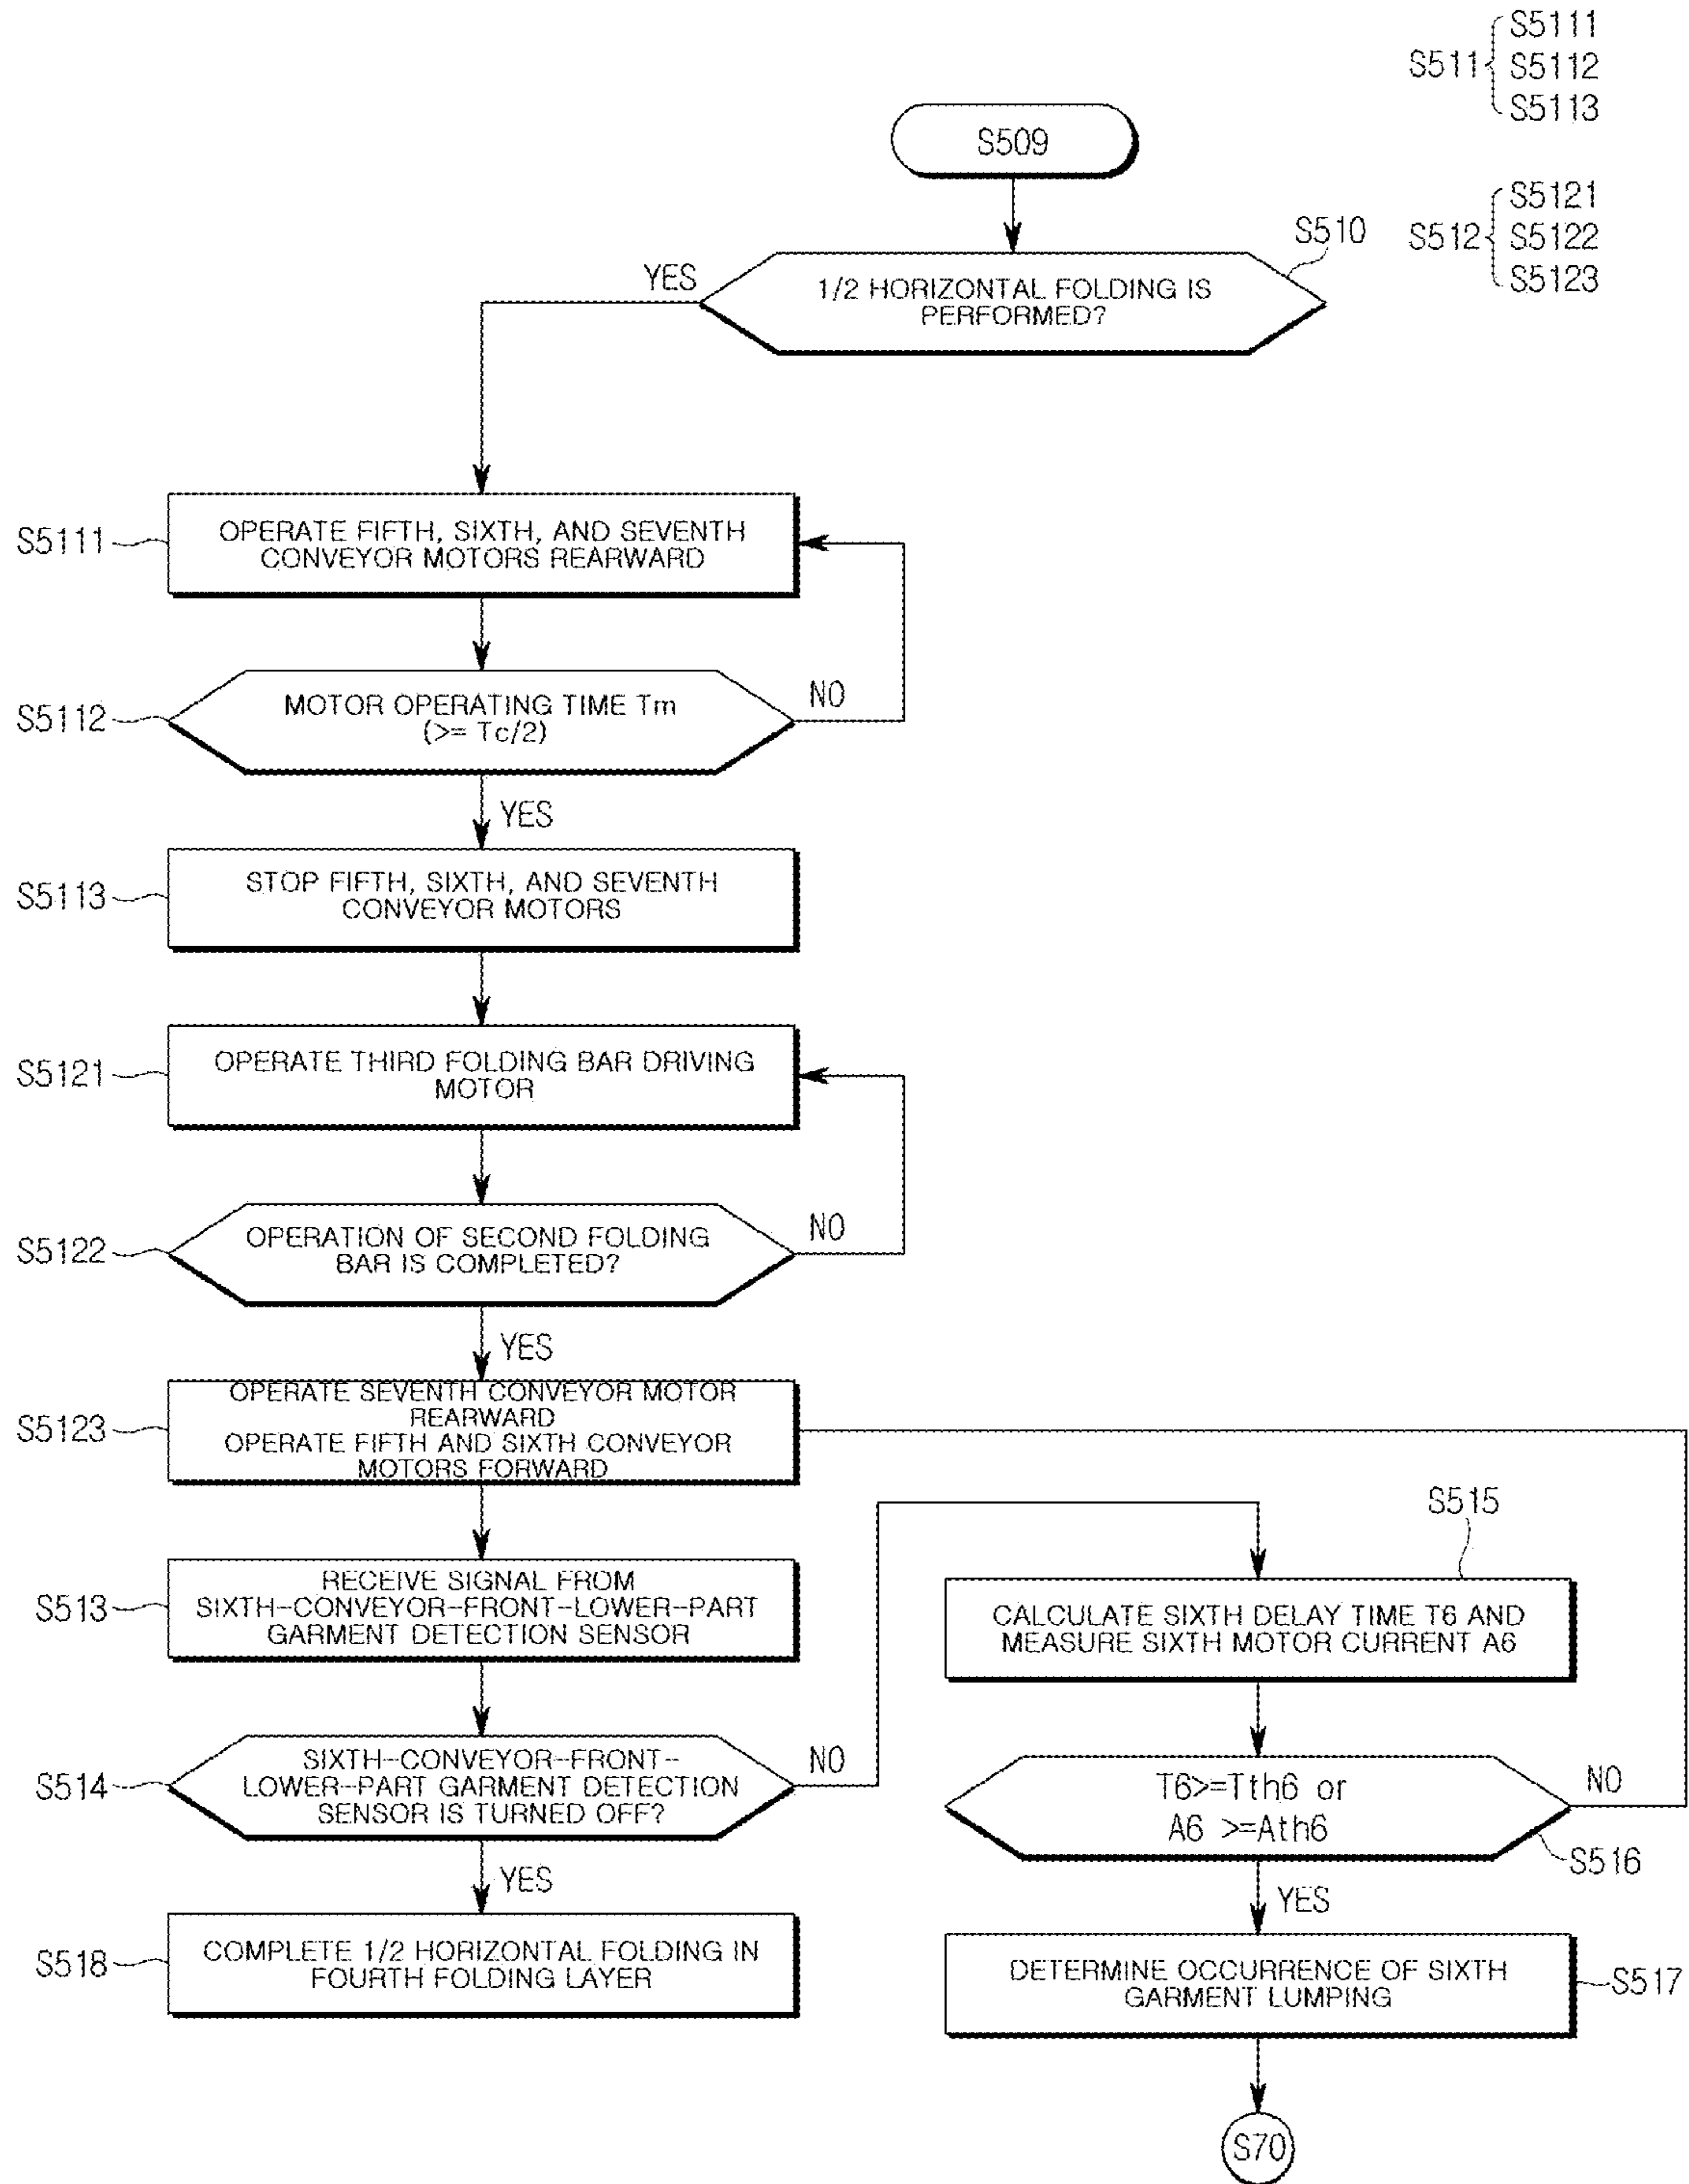 S511
S5111
S5112
S5113
S509
S512
S5121
S5122
S5123
S510
YES
1/2 HORIZONTAL FOLDING IS
PERFORMED?
S5111
OPERATE FIFTH, SIXTH, AND SEVENTH
CONVEYOR MOTORS REARWARD
S5112
MOTOR OPERATING TIME Tm
(>= Tc/2)
NO
YES
S5113
STOP FIFTH, SIXTH, AND SEVENTH
CONVEYOR MOTORS
S5121
OPERATE THIRD FOLDING BAR DRIVING
MOTOR
S5122
OPERATION OF SECOND FOLDING
BAR IS COMPLETED?
NO
YES
S5123
OPERATE SEVENTH CONVEYOR MOTOR
REARWARD
OPERATE FIFTH AND SIXTH CONVEYOR
MOTORS FORWARD
S513
RECEIVE SIGNAL FROM
SIXTH-CONVEYOR-FRONT-LOWER-PART
GARMENT DETECTION SENSOR
S514
SIXTH-CONVEYOR-FRONT-
LOWER-PART GARMENT DETECTION
SENSOR IS TURNED OFF?
NO
YES
S518
COMPLETE 1/2 HORIZONTAL FOLDING IN
FOURTH FOLDING LAYER
S515
CALCULATE SIXTH DELAY TIME T6 AND
MEASURE SIXTH MOTOR CURRENT A6
T6>=Tth6 or
A6 >=Ath6
NO
S516
YES
DETERMINE OCCURRENCE OF SIXTH
GARMENT LUMPING
S517
S70